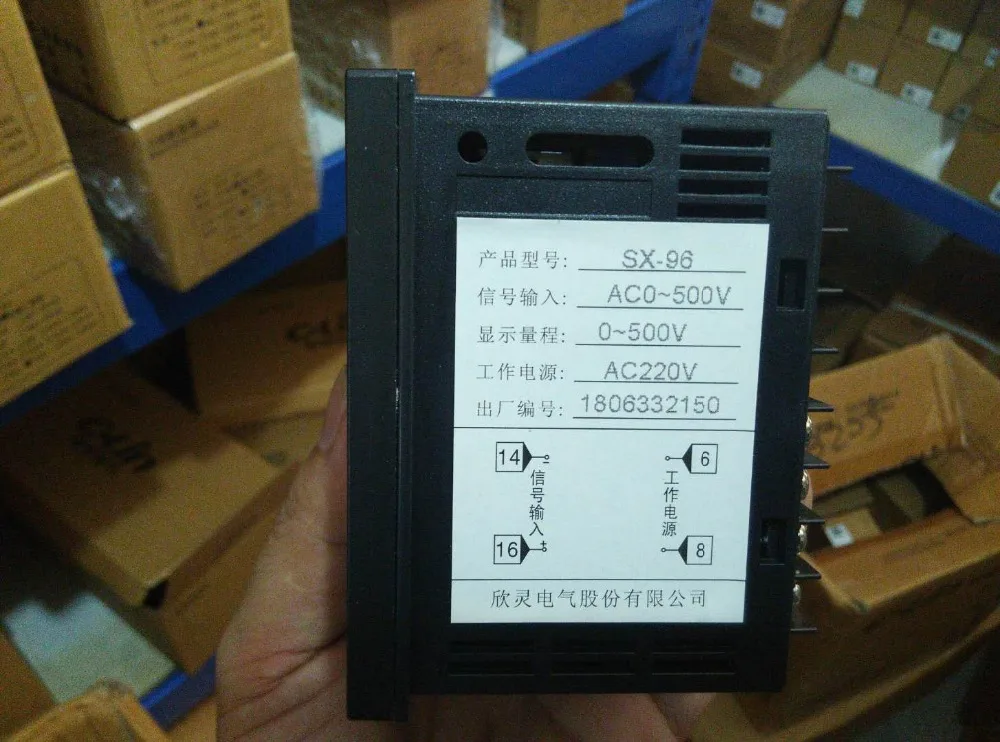 产品型号: SX-96
信号输入: AC0~500V
显示量程: 0~500V
工作电源: AC220V
出厂编号: 1806332150
14 -
信号输入
16 +
6
工作电源
8
欣灵电气股份有限公司